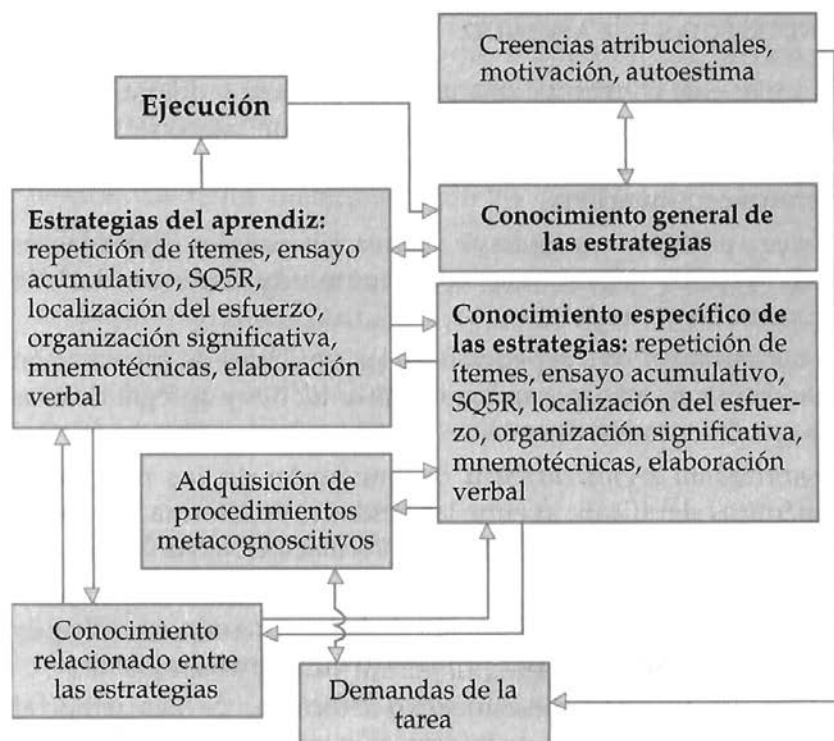 Creencias atribucionales,
motivación, autoestima
Ejecución
Estrategias del aprendiz:
repetición de ítemes, ensayo
acumulativo, SQ5R,
localización del esfuerzo,
organización significativa,
mnemotécnicas, elaboración
verbal
Conocimiento general de
las estrategias
Conocimiento específico de
las estrategias: repetición de
ítemes, ensayo acumulativo,
SQ5R, localización del esfuer-
zo, organización significativa,
mnemotécnicas, elaboración
verbal
Adquisición de
procedimientos
metacognoscitivos
Conocimiento
relacionado entre
las estrategias
Demandas de la
tarea